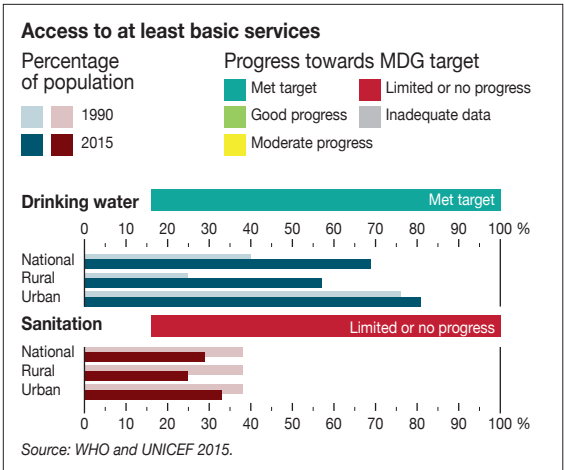 Access to at least basic services
Percentage
of population
1990
2015
Progress towards MDG target
Met target
Limited or no progress
Good progress
Inadequate data
Moderate progress
Drinking water
Met target
0 10 20 30 40 50 60 70 80 90 100 %
National
Rural
Urban
Sanitation
Limited or no progress
National
Rural
Urban
0 10 20 30 40 50 60 70 80 90 100 %
Source: WHO and UNICEF 2015.